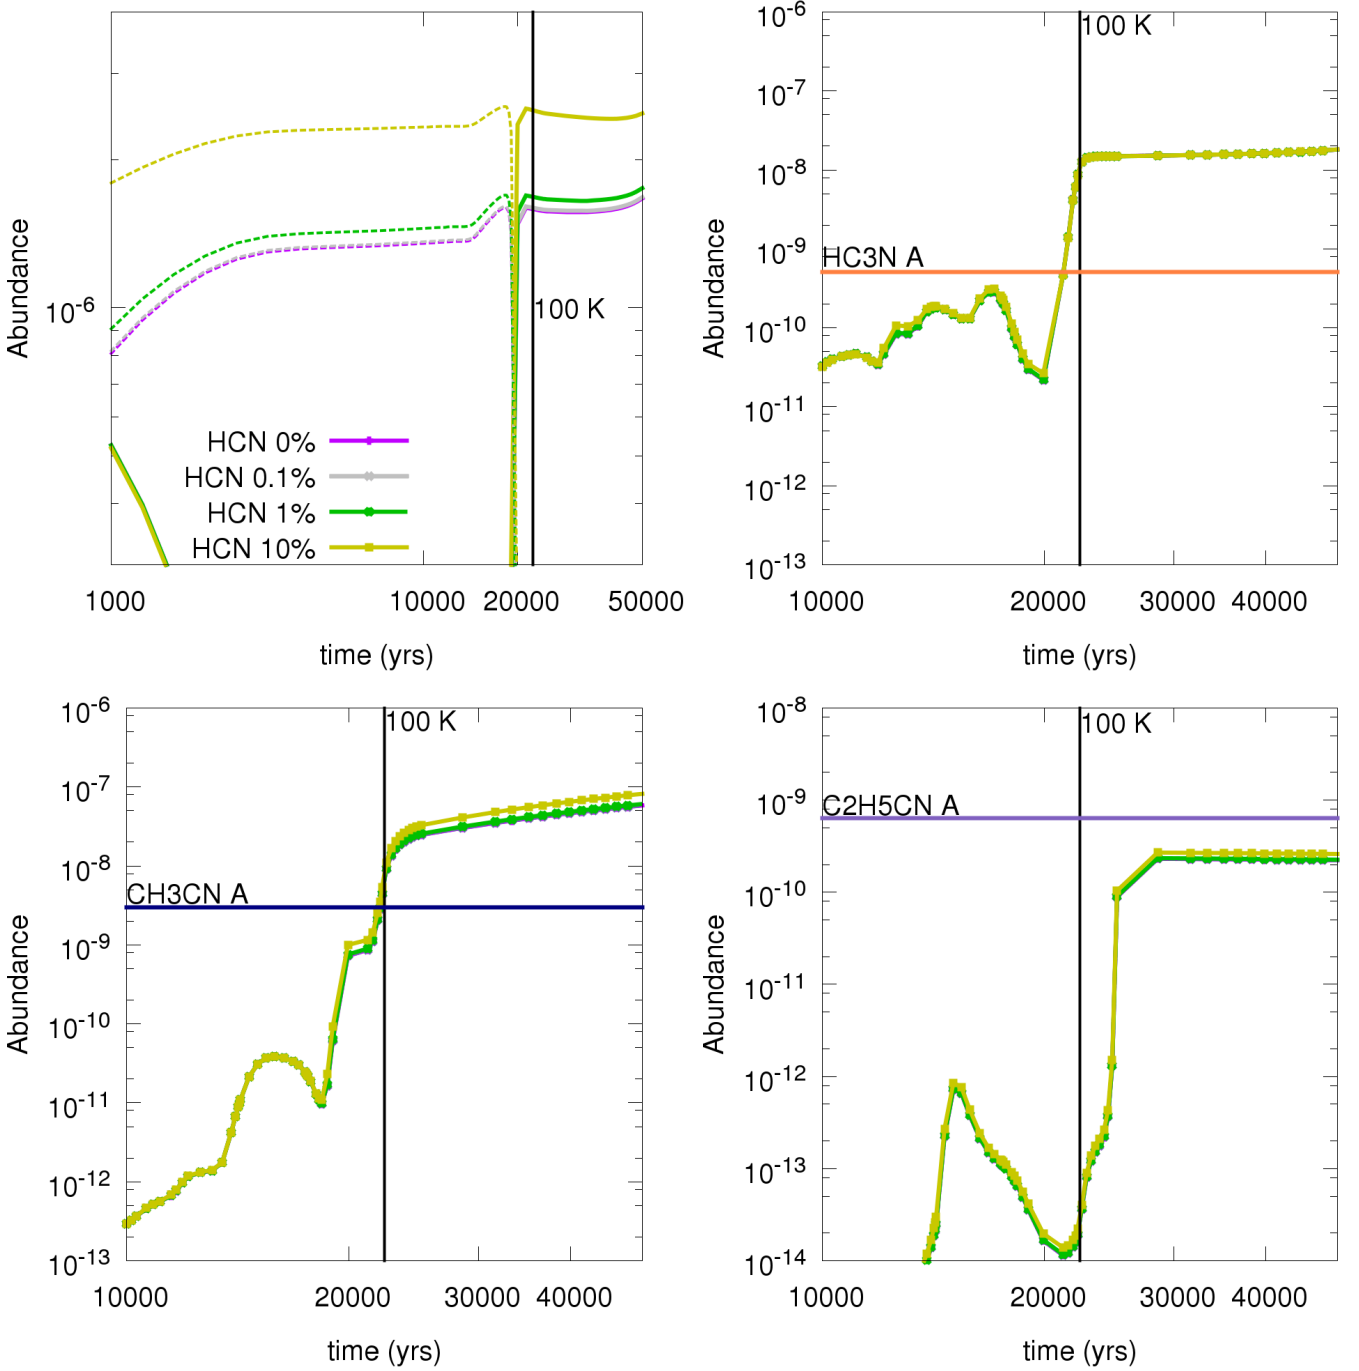 Abundance
10-6
100 K
HCN 0%
HCN 0.1%
HCN 1%
HCN 10%
1000
10000
20000
50000
time (yrs)
Abundance
10-6
10-7
10-8
10-9
10-10
10-11
10-12
10-13
100 K
HC3N A
10000
20000
30000
40000
time (yrs)
Abundance
10-6
10-7
10-8
10-9
10-10
10-11
10-12
10-13
100 K
CH3CN A
10000
20000
30000
40000
time (yrs)
Abundance
10-8
10-9
10-10
10-11
10-12
10-13
10-14
100 K
C2H5CN A
10000
20000
30000
40000
time (yrs)